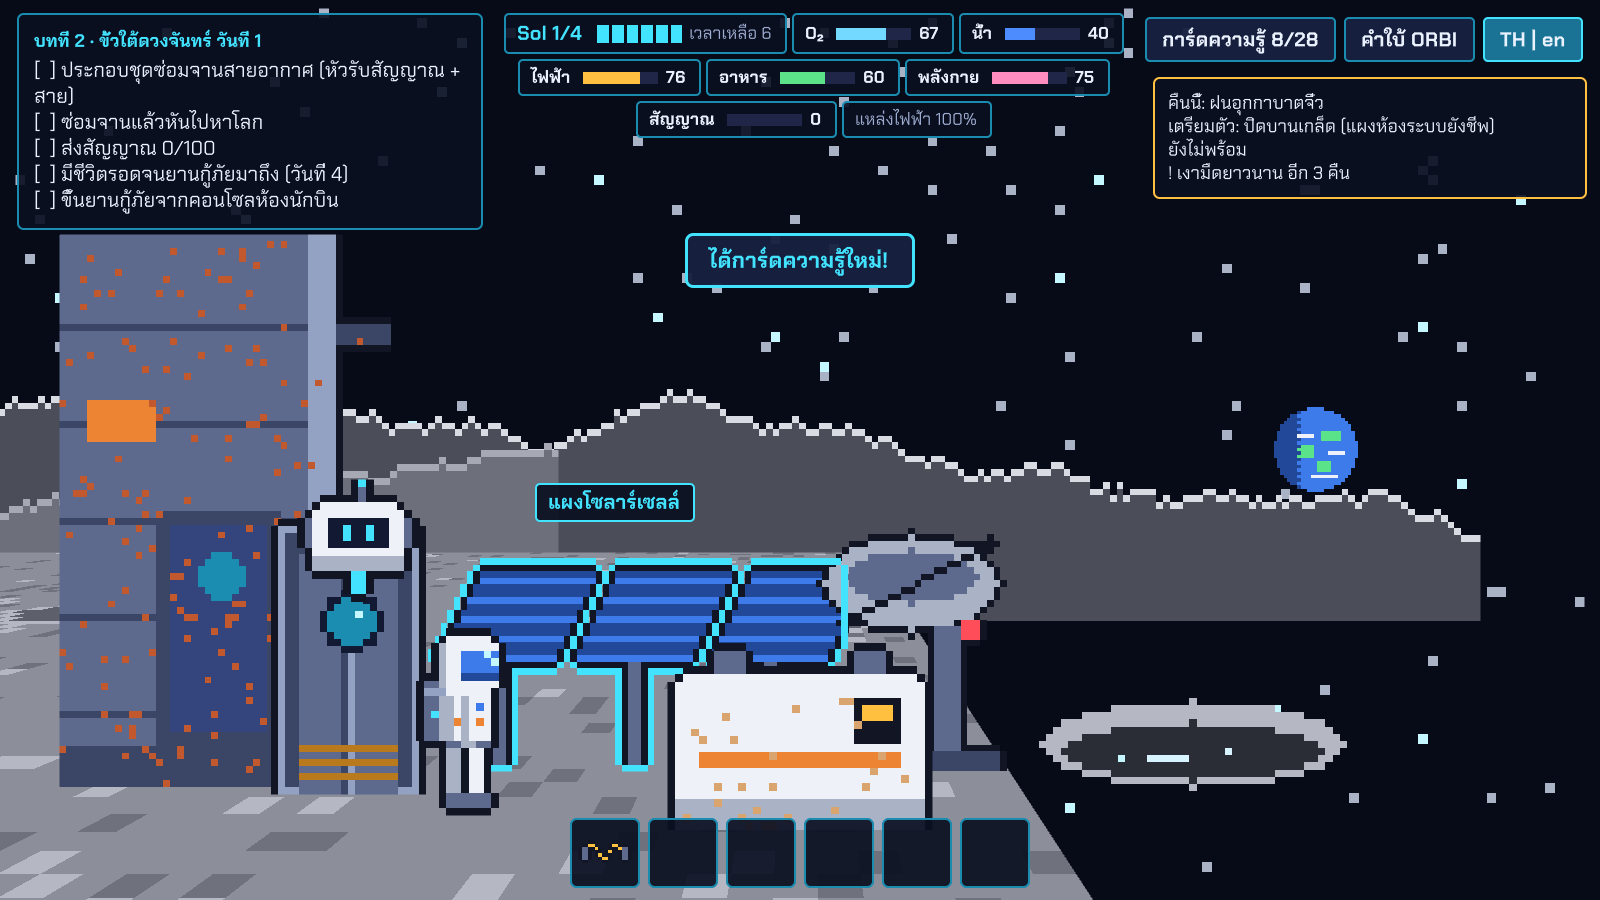 บทที่ 2 · ขั้วใต้ดวงจันทร์ วันที่ 1
[ ] ประกอบชุดซ่อมจานสายอากาศ (หัวรับสัญญาณ +
สาย)
[ ] ซ่อมจานแล้วหันไปหาโลก
[ ] ส่งสัญญาณ 0/100
[ ] มีชีวิตรอดจนยานกู้ภัยมาถึง (วันที่ 4)
[ ] ขึ้นยานกู้ภัยจากคอนโซลห้องนักบิน
Sol 1/4 เวลาเหลือ 6
O₂ 67
น้ำ 40
ไฟฟ้า 76
อาหาร 60
พลังกาย 75
สัญญาณ 0
แหล่งไฟฟ้า 100%
การ์ดความรู้ 8/28
คำใบ้ ORBI
TH | en
คืนนี้: ฝนอุกกาบาตจิ๋ว
เตรียมตัว: ปิดบานเกล็ด (แผงห้องระบบยังชีพ)
ยังไม่พร้อม
! เงามืดยาวนาน อีก 3 คืน
ได้การ์ดความรู้ใหม่!
แผงโซลาร์เซลล์